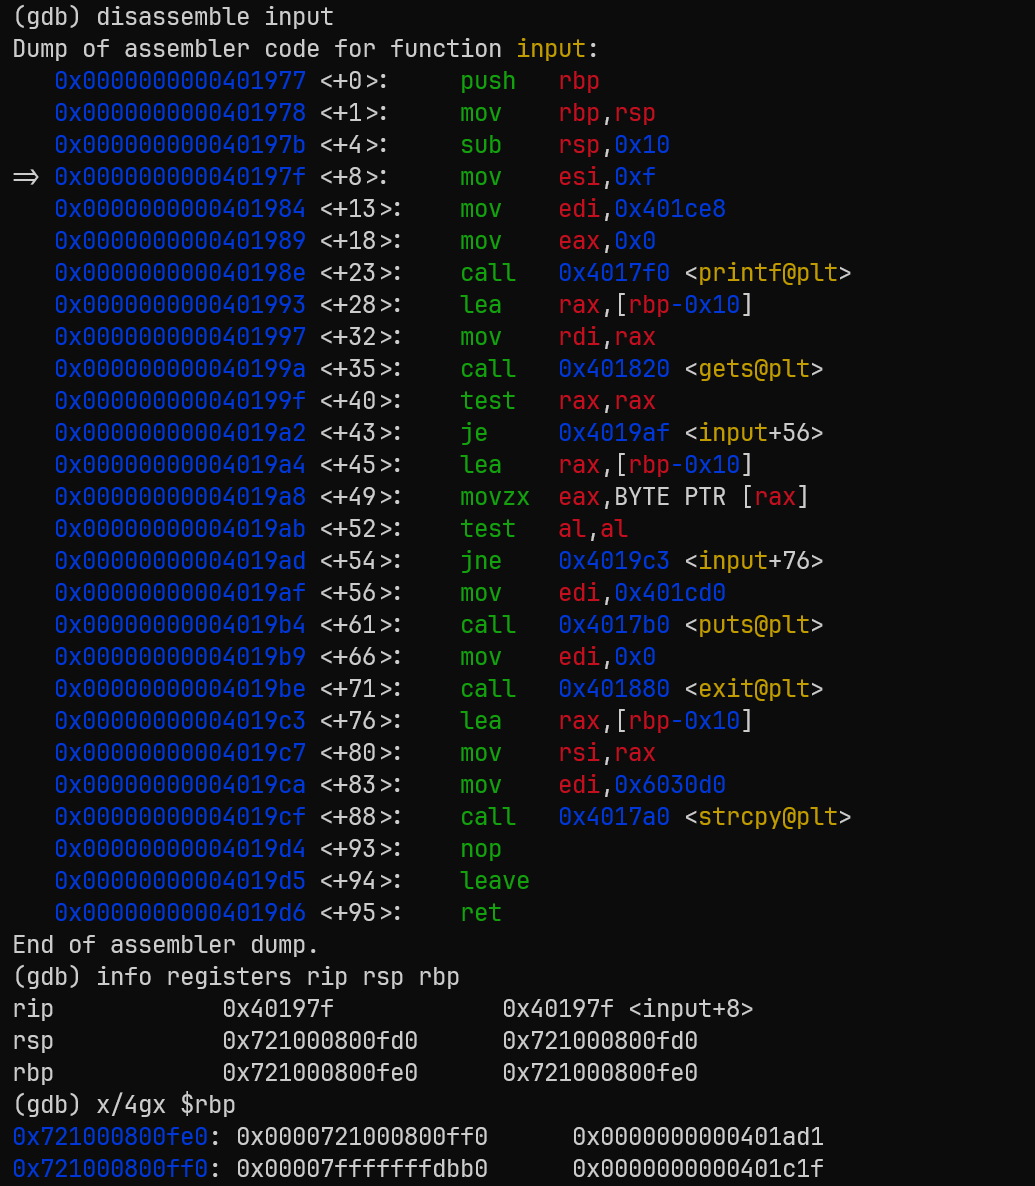 (gdb) disassemble input
Dump of assembler code for function input:
   0x0000000000401977 <+0>:     push   rbp
   0x0000000000401978 <+1>:     mov    rbp,rsp
   0x000000000040197b <+4>:     sub    rsp,0x10
=> 0x000000000040197f <+8>:     mov    esi,0xf
   0x0000000000401984 <+13>:    mov    edi,0x401ce8
   0x0000000000401989 <+18>:    mov    eax,0x0
   0x000000000040198e <+23>:    call   0x4017f0 <printf@plt>
   0x0000000000401993 <+28>:    lea    rax,[rbp-0x10]
   0x0000000000401997 <+32>:    mov    rdi,rax
   0x000000000040199a <+35>:    call   0x401820 <gets@plt>
   0x000000000040199f <+40>:    test   rax,rax
   0x00000000004019a2 <+43>:    je     0x4019af <input+56>
   0x00000000004019a4 <+45>:    lea    rax,[rbp-0x10]
   0x00000000004019a8 <+49>:    movzx  eax,BYTE PTR [rax]
   0x00000000004019ab <+52>:    test   al,al
   0x00000000004019ad <+54>:    jne    0x4019c3 <input+76>
   0x00000000004019af <+56>:    mov    edi,0x401cd0
   0x00000000004019b4 <+61>:    call   0x4017b0 <puts@plt>
   0x00000000004019b9 <+66>:    mov    edi,0x0
   0x00000000004019be <+71>:    call   0x401880 <exit@plt>
   0x00000000004019c3 <+76>:    lea    rax,[rbp-0x10]
   0x00000000004019c7 <+80>:    mov    rsi,rax
   0x00000000004019ca <+83>:    mov    edi,0x6030d0
   0x00000000004019cf <+88>:    call   0x4017a0 <strcpy@plt>
   0x00000000004019d4 <+93>:    nop
   0x00000000004019d5 <+94>:    leave
   0x00000000004019d6 <+95>:    ret
End of assembler dump.
(gdb) info registers rip rsp rbp
rip            0x40197f            0x40197f <input+8>
rsp            0x721000800fd0      0x721000800fd0
rbp            0x721000800fe0      0x721000800fe0
(gdb) x/4gx $rbp
0x721000800fe0: 0x0000721000800ff0      0x0000000000401ad1
0x721000800ff0: 0x00007fffffffdbb0      0x0000000000401c1f